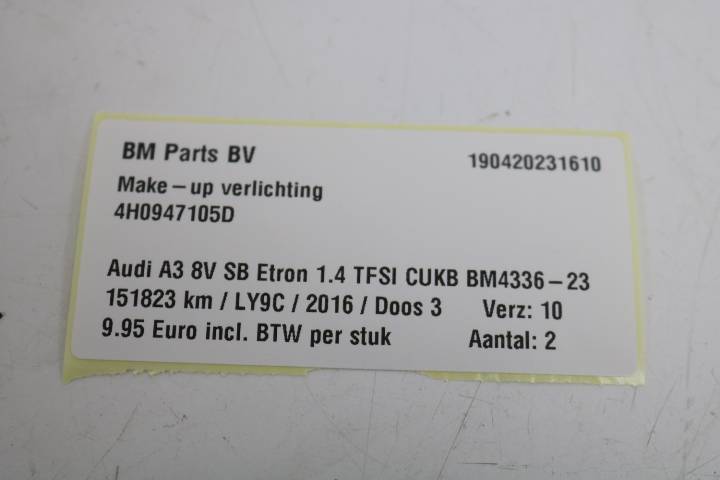 BM Parts BV 190420231610
Make-up verlichting
4H0947105D
Audi A3 8V SB Etron 1.4 TFSI CUKB BM4336-23
151823 km / LY9C / 2016 / Doos 3 Verz: 10
9.95 Euro incl. BTW per stuk Aantal: 2